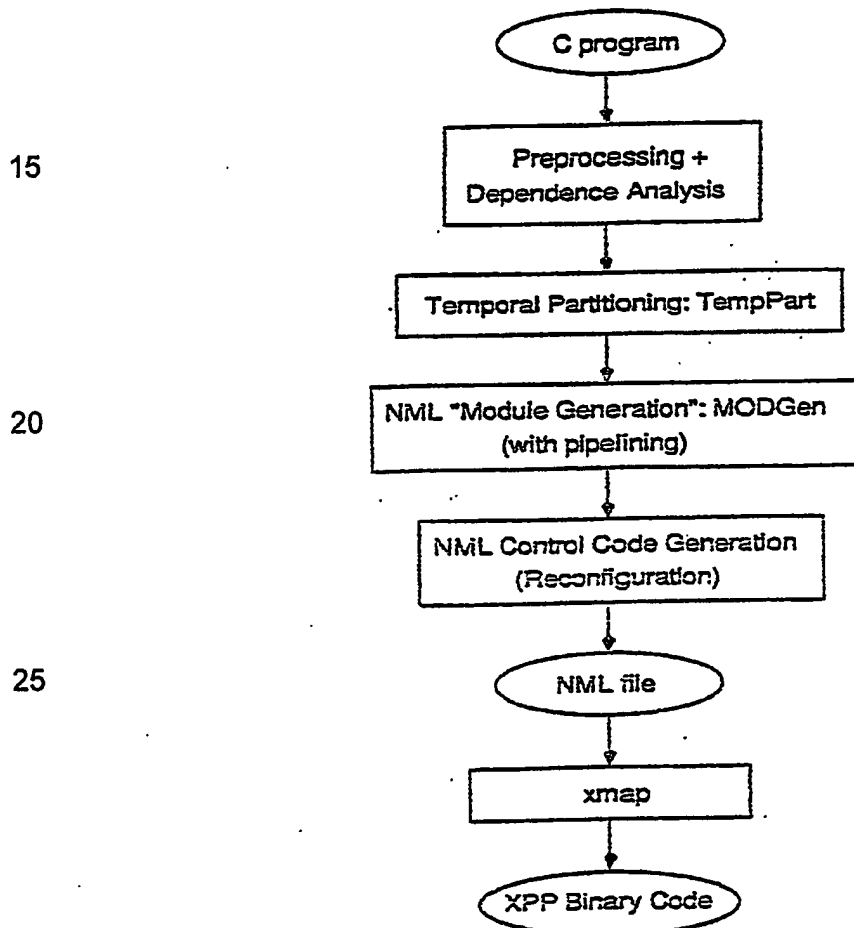 C program
15
Preprocessing +
Dependence Analysis
Temporal Partitioning: TempPart
20
NML "Module Generation": MODGen
(with pipelining)
NML Control Code Generation
(Reconfiguration)
25
NML file
xmap
XPP Binary Code